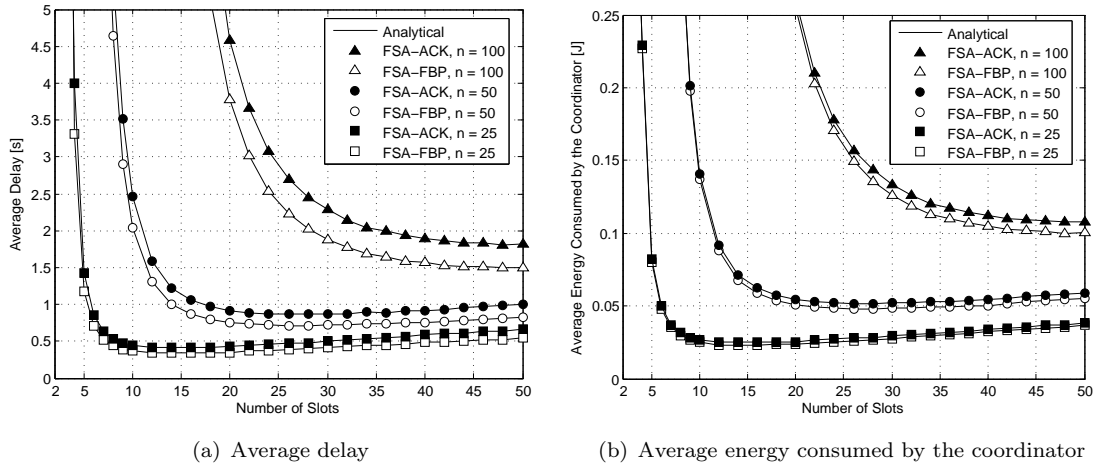 5
4.5
4
3.5
3
2.5
2
1.5
1
0.5
0
Average Delay [s]
Analytical
FSA−ACK, n = 100
FSA−FBP, n = 100
FSA−ACK, n = 50
FSA−FBP, n = 50
FSA−ACK, n = 25
FSA−FBP, n = 25
2 5 10 15 20 25 30 35 40 45 50
Number of Slots
(a) Average delay
0.25
0.2
0.15
0.1
0.05
0
Average Energy Consumed by the Coordinator [J]
Analytical
FSA−ACK, n = 100
FSA−FBP, n = 100
FSA−ACK, n = 50
FSA−FBP, n = 50
FSA−ACK, n = 25
FSA−FBP, n = 25
2 5 10 15 20 25 30 35 40 45 50
Number of Slots
(b) Average energy consumed by the coordinator